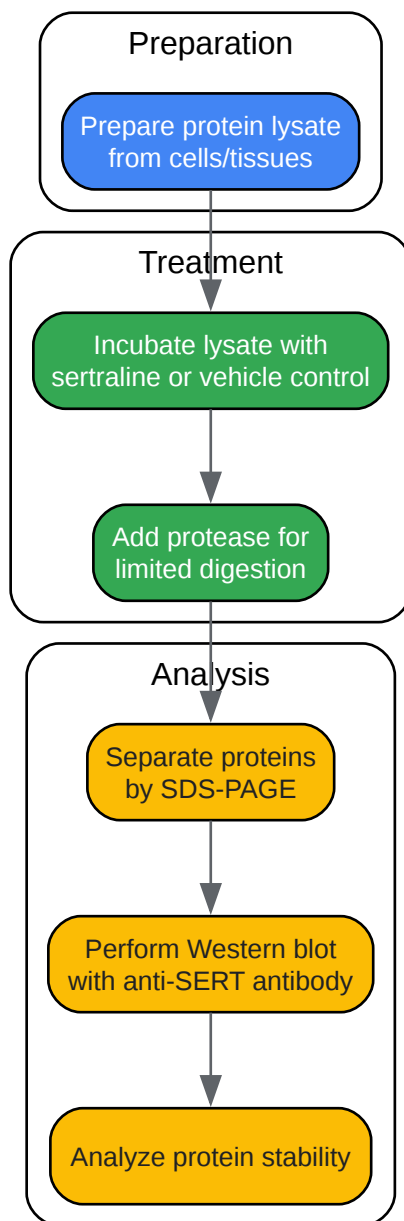 Preparation
Prepare protein lysate
from cells/tissues
Treatment
Incubate lysate with
sertraline or vehicle control
Add protease for
limited digestion
Analysis
Separate proteins
by SDS-PAGE
Perform Western blot
with anti-SERT antibody
Analyze protein stability